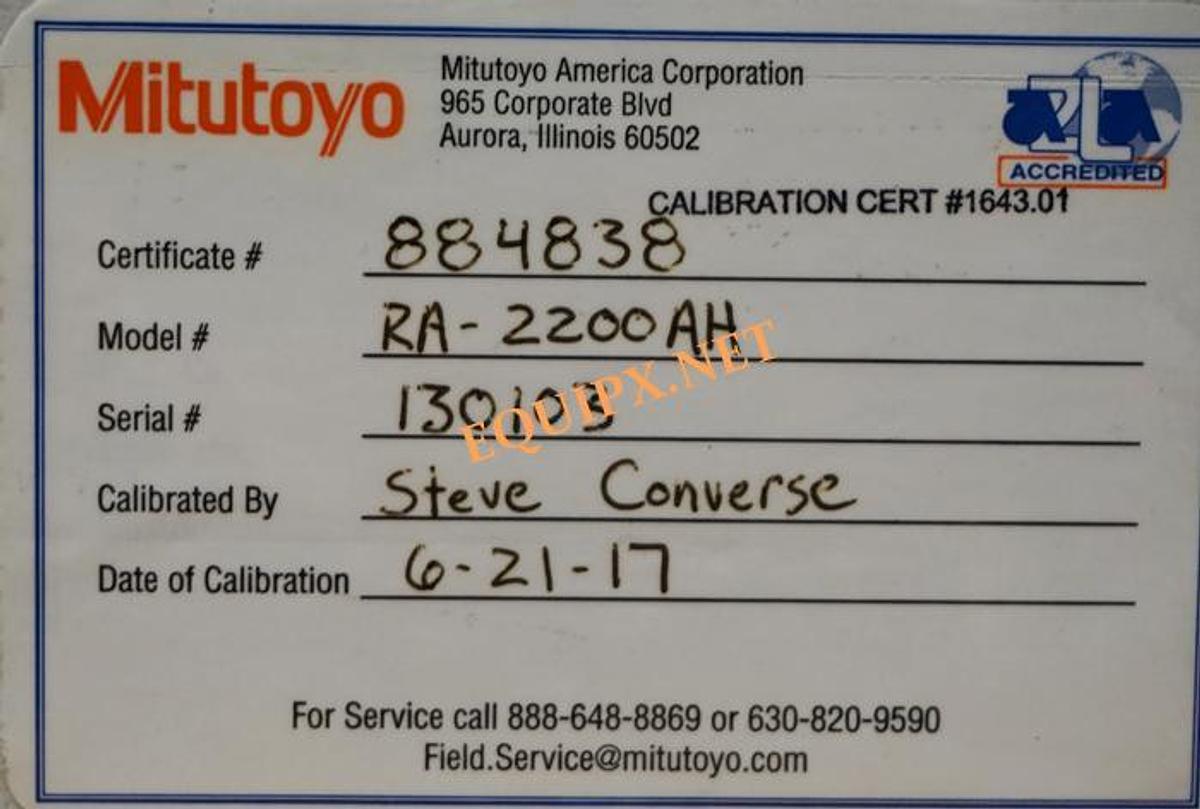 Mitutoyo
Mitutoyo America Corporation
965 Corporate Blvd
Aurora, Illinois 60502
A2LA
ACCREDITED
CALIBRATION CERT #1643.01
Certificate # 884838
Model # RA-2200AH
Serial #
EQUIPX.NET
Calibrated By Steve Converse
Date of Calibration 6-21-17
For Service call 888-648-8869 or 630-820-9590
Field.Service@mitutoyo.com